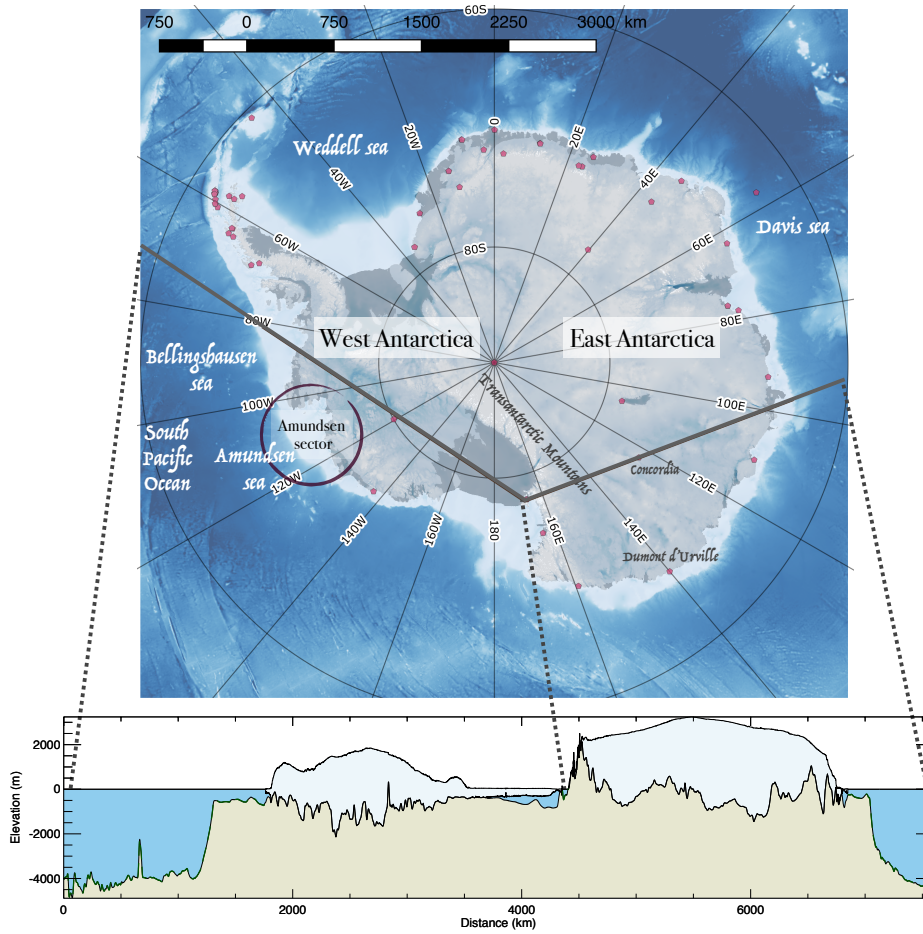 60S
750 0 750 1500 2250 3000 km
0
20W
20E
Weddell sea
40W
40E
Davis sea
60W
60E
80S
80W
80E
West Antarctica
East Antarctica
Bellingshausen
sea
Transantarctic Mountains
100W
100E
Amundsen
sector
South
Pacific
Ocean
Amundsen
sea
Concordia
120W
120E
140W
160W
180
160E
140E
Dumont d'Urville
2000
0
-2000
-4000
Elevation (m)
0 2000 4000 6000
Distance (km)